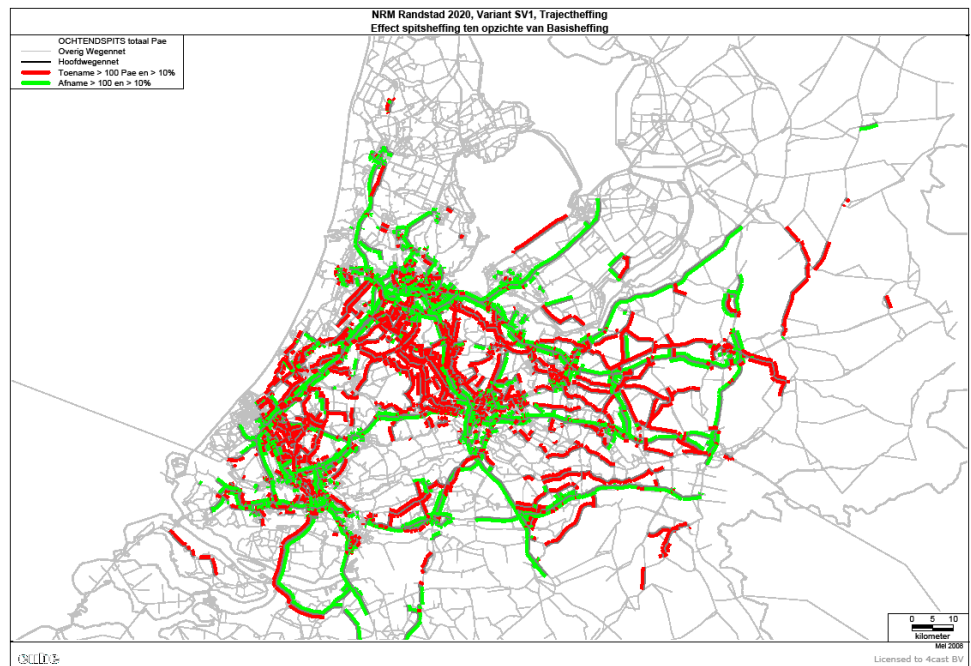 NRM Randstad 2020, Variant SV1, Trajectheffing
Effect spitsheffing ten opzichte van Basisheffing
OCHTENDSPITS totaal Pae
Overig Wegennet
Hoofdwegennet
Toename > 100 Pae en > 10%
Afname > 100 en > 10%
0 5 10
kilometer
Mei 2008
cube
Licensed to 4cast BV